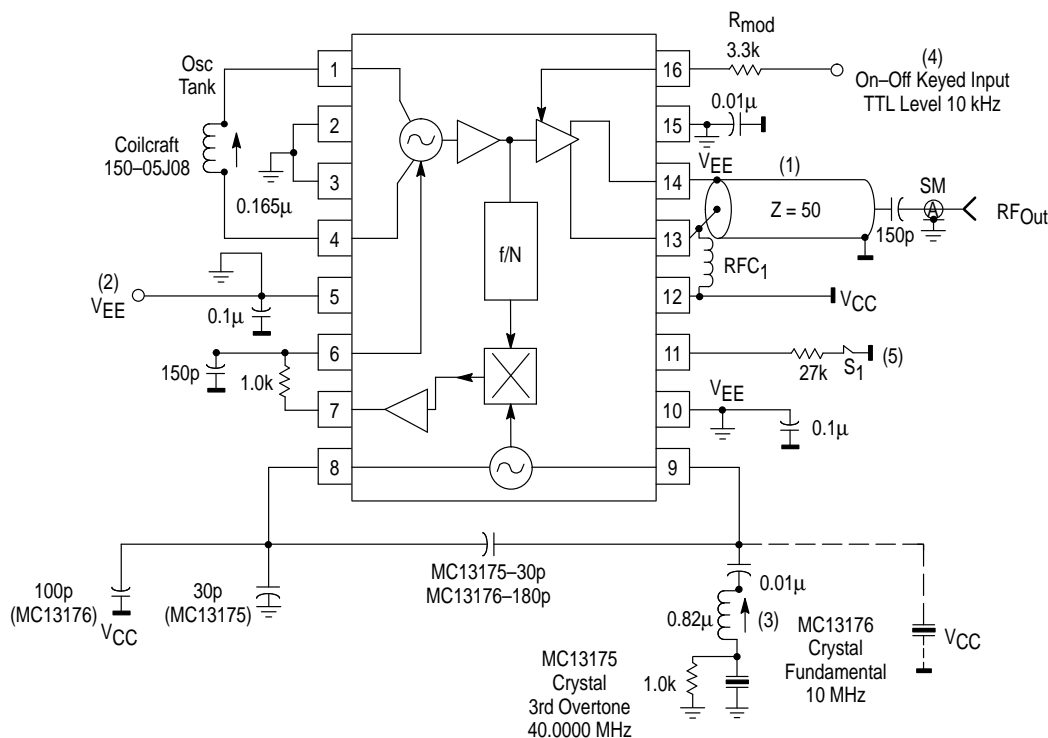 Osc
Tank
Coilcraft
150–05J08
0.165µ
(2)
VEE
0.1µ
150p
1.0k
1
2
3
4
5
6
7
8
f/N
16
15
14
13
12
11
10
9
Rmod
3.3k
(4)
On–Off Keyed Input
TTL Level 10 kHz
0.01µ
VEE
(1)
Z = 50
SM
A
150p
RFOut
RFC1
VCC
27k
S1
(5)
VEE
0.1µ
100p
(MC13176)
VCC
30p
(MC13175)
MC13175–30p
MC13176–180p
0.01µ
0.82µ
(3)
MC13175
Crystal
3rd Overtone
40.0000 MHz
1.0k
MC13176
Crystal
Fundamental
10 MHz
VCC